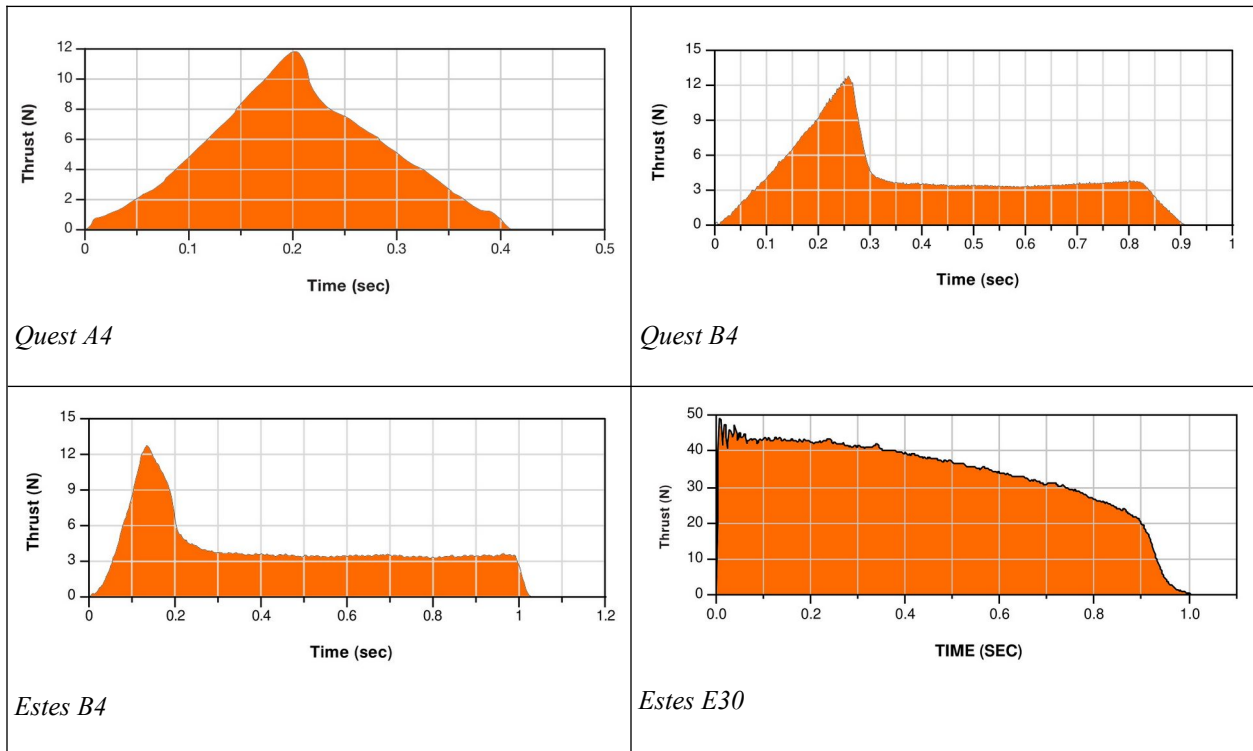 12
10
8
6
4
2
0
Thrust (N)
0 0.1 0.2 0.3 0.4 0.5
Time (sec)
Quest A4
15
12
9
6
3
0
Thrust (N)
0 0.1 0.2 0.3 0.4 0.5 0.6 0.7 0.8 0.9 1
Time (sec)
Quest B4
15
12
9
6
3
0
Thrust (N)
0 0.2 0.4 0.6 0.8 1.0 1.2
Time (sec)
Estes B4
50
40
30
20
10
0
Thrust (N)
0.0 0.2 0.4 0.6 0.8 1.0
TIME (SEC)
Estes E30